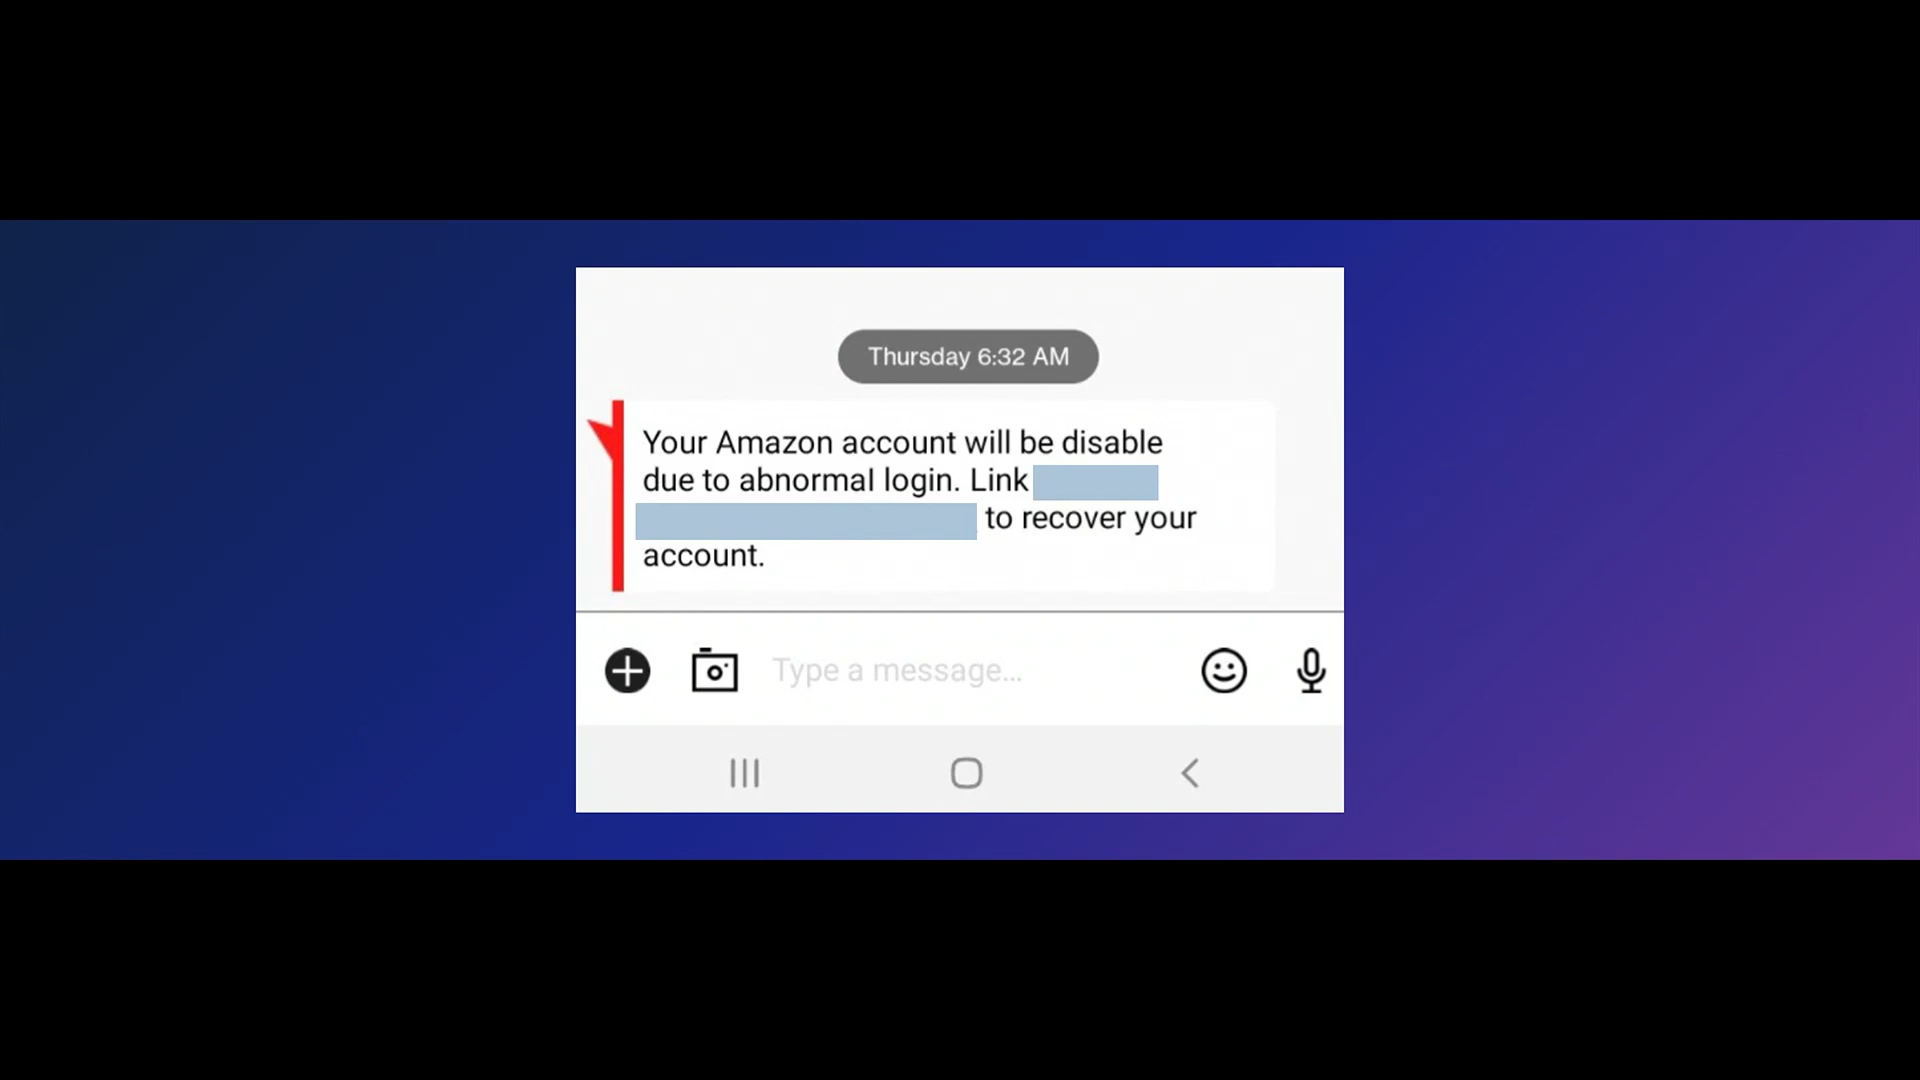 Thursday 6:32 AM
Your Amazon account will be disable
due to abnormal login. Link
to recover your
account.
Type a message...